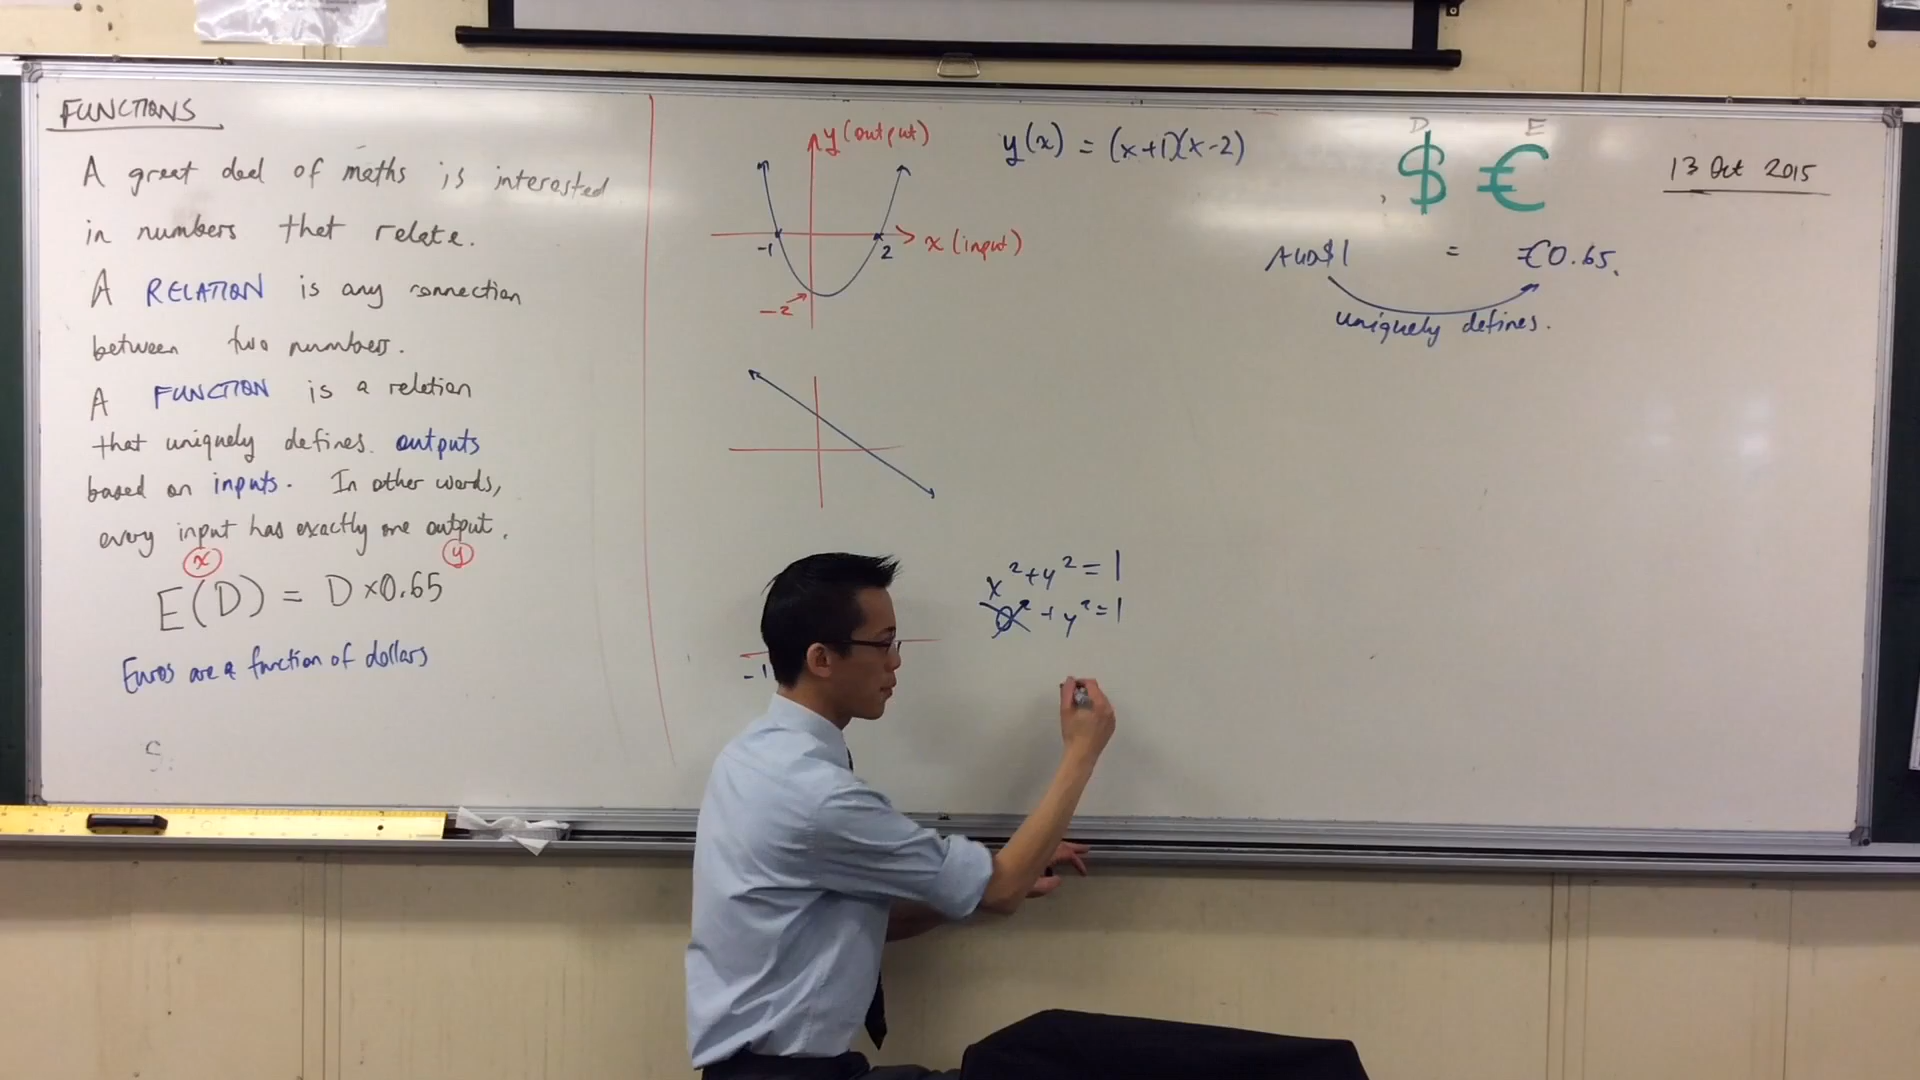 FUNCTIONS
A great deal of maths is interested
in numbers that relate.
A RELATION is any connection
between two numbers.
A FUNCTION is a relation
that uniquely defines outputs
based on inputs. In other words,
every input has exactly one output.
x y
E(D) = D×0.65
Euros are a function of dollars
S
y (output)
x (input)
-1
2
-2
y(x) = (x+1)(x-2)
-1
x²+y²=1
0²+y²=1
D E
$ €
AUD$1 = €0.65.
uniquely defines.
13 Oct 2015